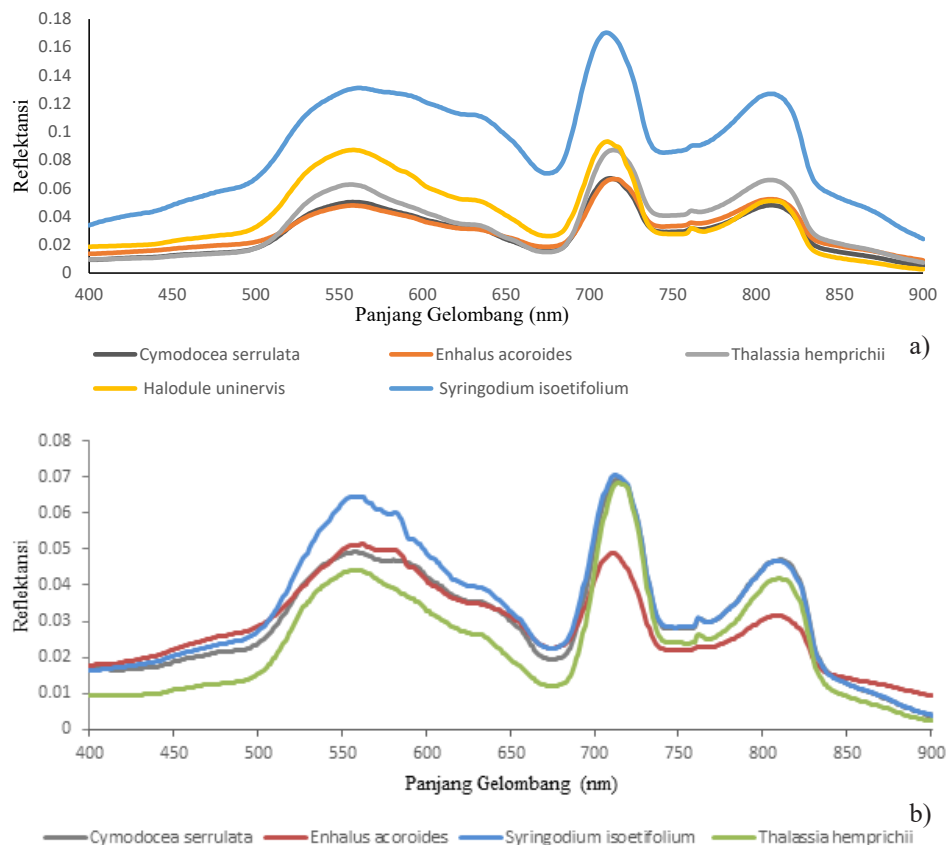 0.18
0.16
0.14
0.12
0.1
0.08
0.06
0.04
0.02
0
Reflektansi
400 450 500 550 600 650 700 750 800 850 900
Panjang Gelombang (nm)
Cymodocea serrulata Enhalus acoroides Thalassia hemprichii
a)
Halodule uninervis Syringodium isoetifolium
0.08
0.07
0.06
0.05
0.04
0.03
0.02
0.01
0
Reflektansi
400 450 500 550 600 650 700 750 800 850 900
Panjang Gelombang (nm)
b)
Cymodocea serrulata Enhalus acoroides Syringodium isoetifolium Thalassia hemprichii